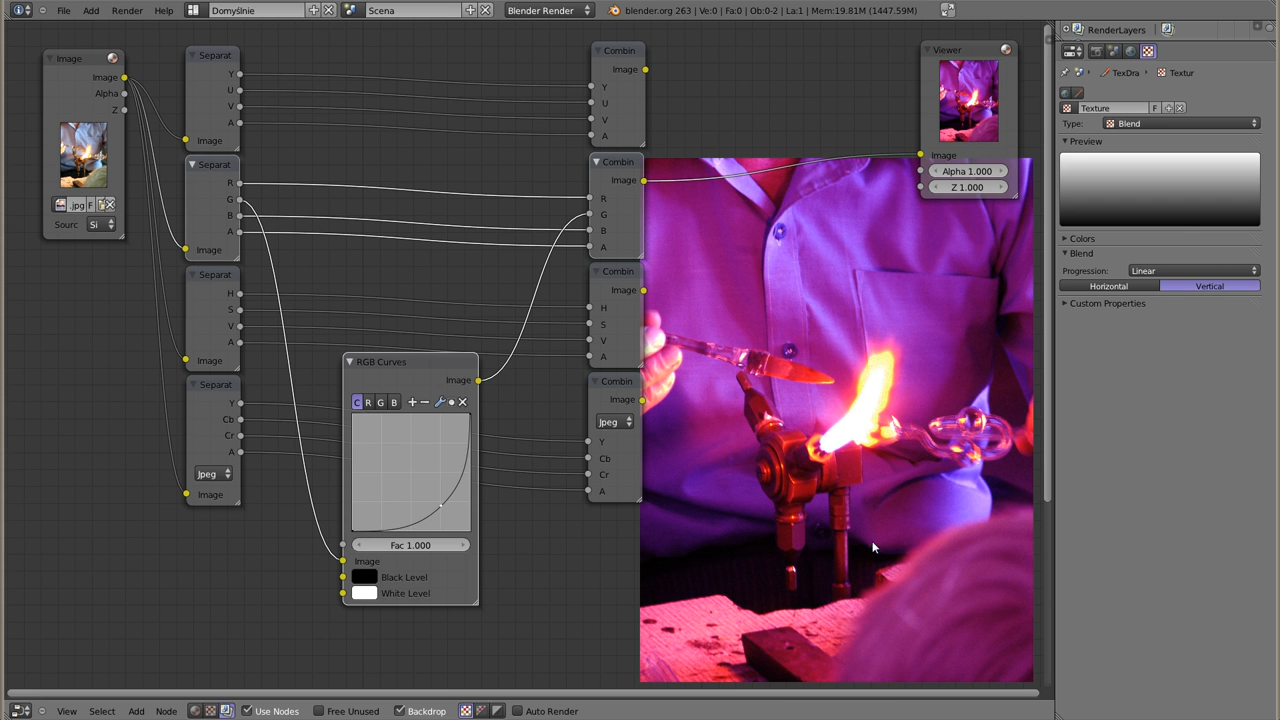 File Add Render Help Domyślnie Scena Blender Render blender.org 263 | Ve:0 | Fa:0 | Ob:0-2 | La:1 | Mem:19.81M (1447.59M)
Image
Image
Alpha
Z
.jpg F
Sourc Si
Separat
Y
U
V
A
Image
Separat
R
G
B
A
Image
Separat
H
S
V
A
Image
Separat
Y
Cb
Cr
A
Jpeg
Image
RGB Curves
Image
C R G B
Fac 1.000
Image
Black Level
White Level
Combin
Image
Y
U
V
A
Combin
Image
R
G
B
A
Combin
Image
H
S
V
A
Combin
Image
Jpeg
Y
Cb
Cr
A
Viewer
Image
Alpha 1.000
Z 1.000
RenderLayers
TexDra Textur
Texture F
Type: Blend
Preview
Colors
Blend
Progression: Linear
Horizontal Vertical
Custom Properties
View Select Add Node Use Nodes Free Unused Backdrop Auto Render